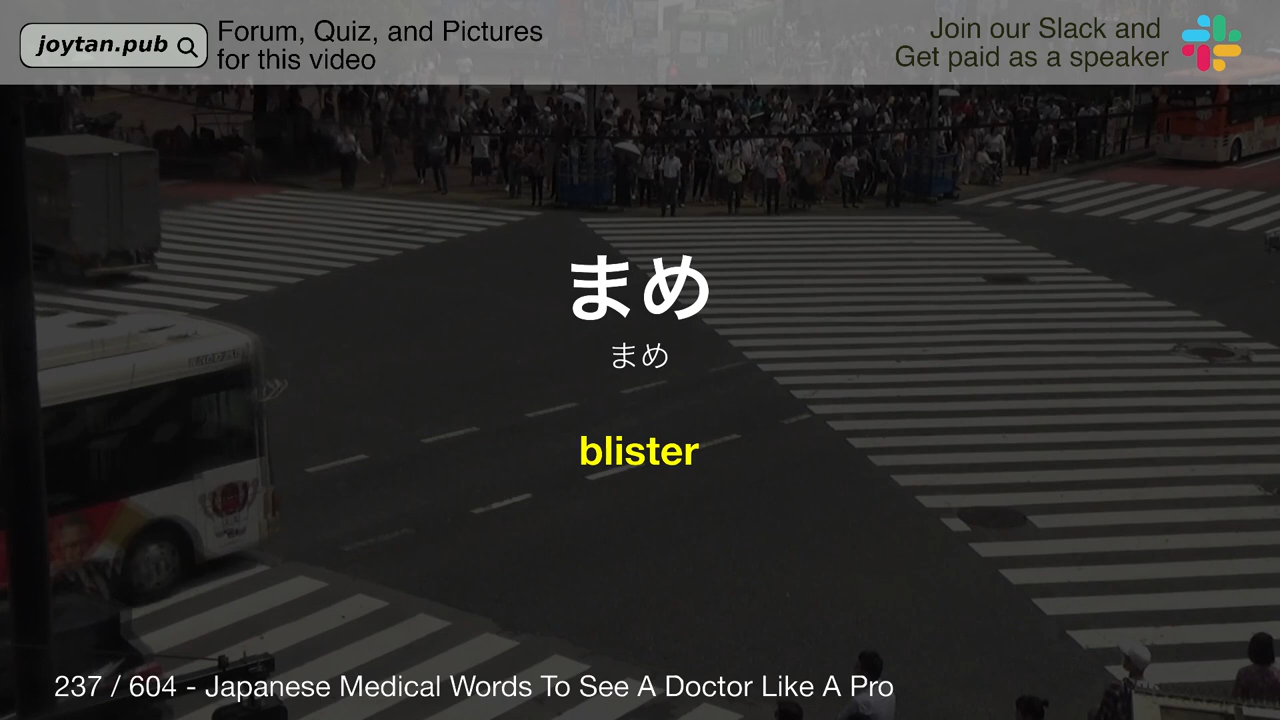 joytan.pub
Forum, Quiz, and Pictures
for this video
Join our Slack and
Get paid as a speaker
まめ
まめ
blister
237 / 604 - Japanese Medical Words To See A Doctor Like A Pro